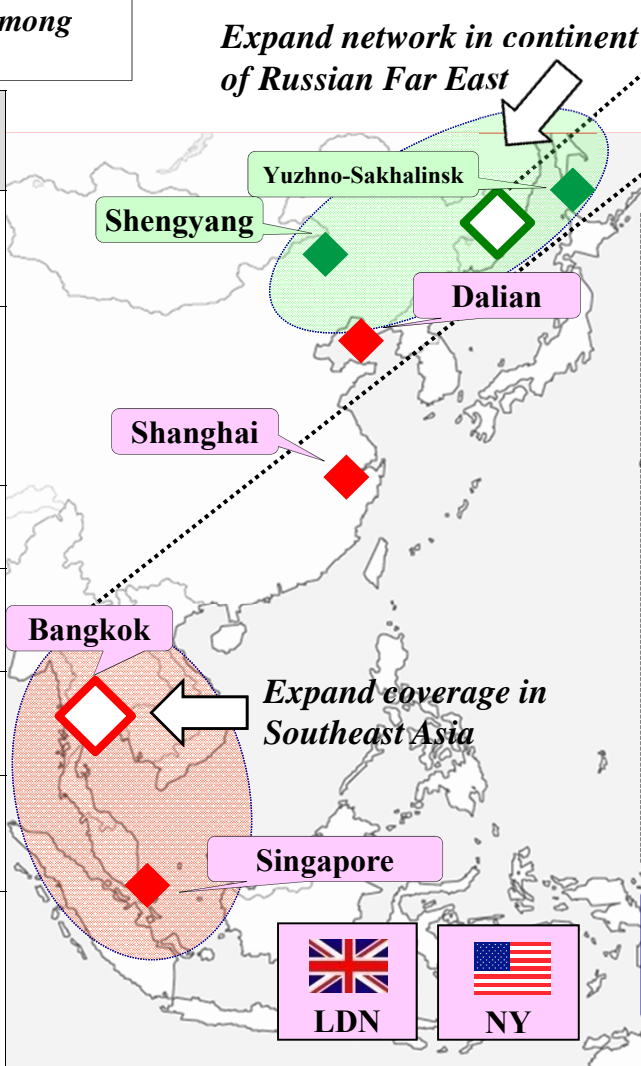 mong
Expand network in continent
of Russian Far East
Yuzhno-Sakhalinsk
Shengyang
Dalian
Shanghai
Bangkok
Expand coverage in
Southeast Asia
Singapore
LDN
NY